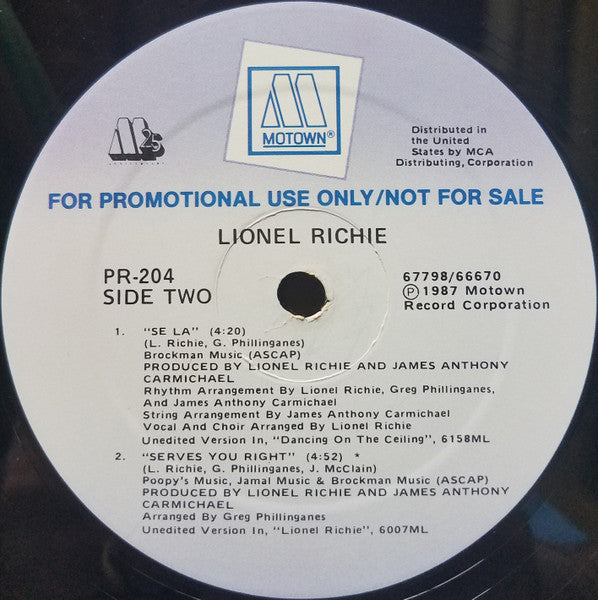 M
MOTOWN®
M25
Distributed in
the United
States by MCA
Distributing, Corporation
FOR PROMOTIONAL USE ONLY/NOT FOR SALE
LIONEL RICHIE
PR-204
SIDE TWO
67798/66670
Ⓟ1987 Motown
Record Corporation
1. "SE LA" (4:20)
(L. Richie, G. Phillinganes)
Brockman Music (ASCAP)
PRODUCED BY LIONEL RICHIE AND JAMES ANTHONY
CARMICHAEL
Rhythm Arrangement By Lionel Richie, Greg Phillinganes,
And James Anthony Carmichael
String Arrangement By James Anthony Carmichael
Vocal And Choir Arranged By Lionel Richie
Unedited Version In, "Dancing On The Ceiling", 6158ML
2. "SERVES YOU RIGHT" (4:52) *
(L. Richie, G. Phillinganes, J. McClain)
Poopy's Music, Jamal Music & Brockman Music (ASCAP)
PRODUCED BY LIONEL RICHIE AND JAMES ANTHONY
CARMICHAEL
Arranged By Greg Phillinganes
Unedited Version In, "Lionel Richie", 6007ML